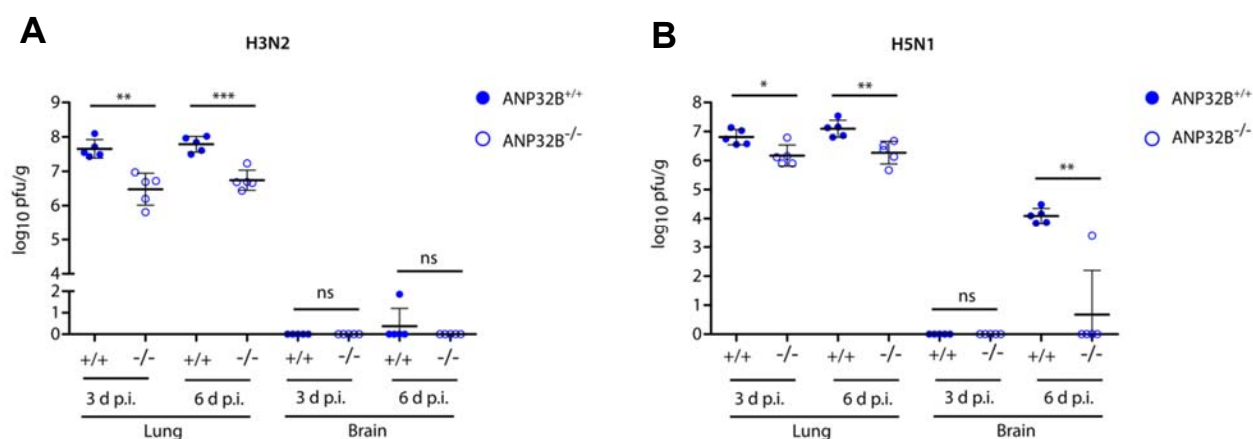 A
H3N2
log10 pfu/g
9
8
7
6
5
4
2
1
0
** *** ns ns
+/+ -/- +/+ -/- +/+ -/- +/+ -/-
3 d p.i. 6 d p.i. 3 d p.i. 6 d p.i.
Lung Brain
ANP32B+/+
ANP32B-/-
B
H5N1
log10 pfu/g
8
7
6
5
4
3
2
1
0
* ** ns **
+/+ -/- +/+ -/- +/+ -/- +/+ -/-
3 d p.i. 6 d p.i. 3 d p.i. 6 d p.i.
Lung Brain
ANP32B+/+
ANP32B-/-